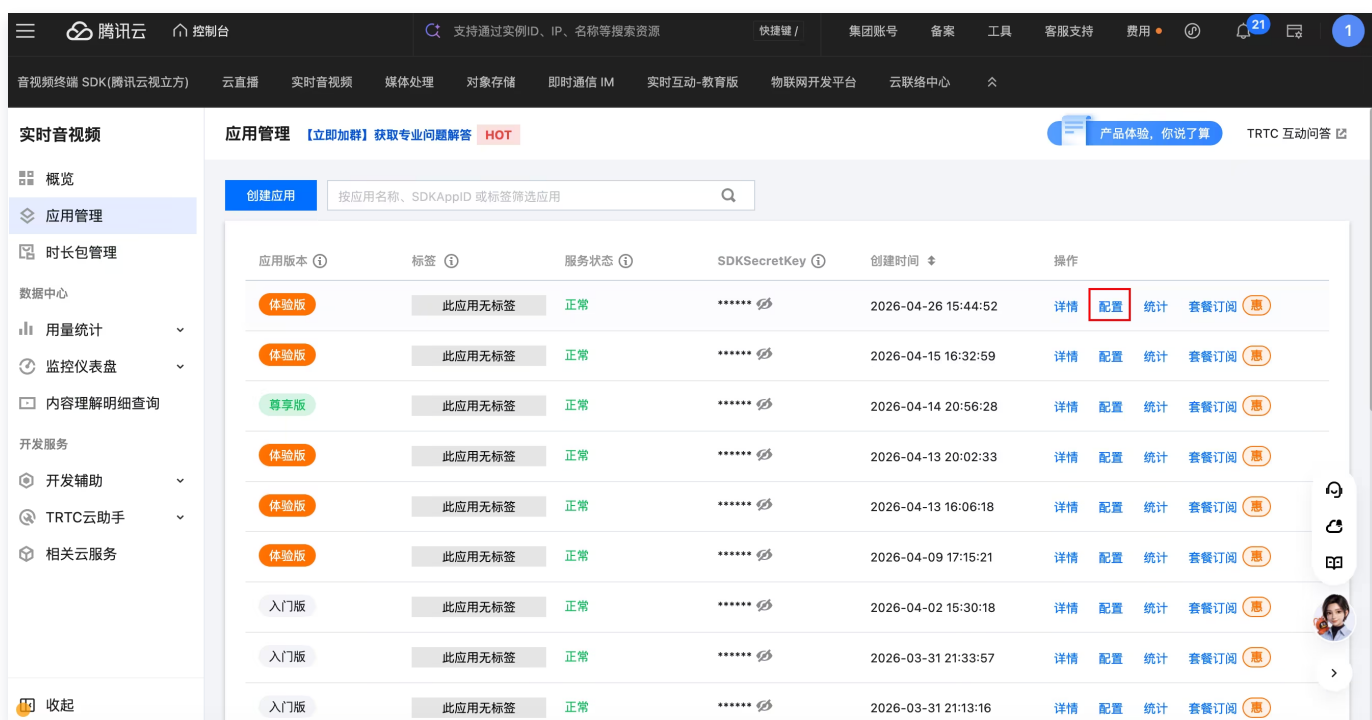 腾讯云 控制台 支持通过实例ID、IP、名称等搜索资源 快捷键 / 集团账号 备案 工具 客服支持 费用 21 1
音视频终端 SDK(腾讯云视立方) 云直播 实时音视频 媒体处理 对象存储 即时通信 IM 实时互动-教育版 物联网开发平台 云联络中心
实时音视频
概览
应用管理
时长包管理
数据中心
用量统计
监控仪表盘
内容理解明细查询
开发服务
开发辅助
TRTC云助手
相关云服务
收起
应用管理 【立即加群】获取专业问题解答 HOT 产品体验，你说了算 TRTC 互动问答
创建应用 按应用名称、SDKAppID 或标签筛选应用
应用版本 标签 服务状态 SDKSecretKey 创建时间 操作
体验版 此应用无标签 正常 ****** 2026-04-26 15:44:52 详情 配置 统计 套餐订阅 惠
体验版 此应用无标签 正常 ****** 2026-04-15 16:32:59 详情 配置 统计 套餐订阅 惠
尊享版 此应用无标签 正常 ****** 2026-04-14 20:56:28 详情 配置 统计 套餐订阅 惠
体验版 此应用无标签 正常 ****** 2026-04-13 20:02:33 详情 配置 统计 套餐订阅 惠
体验版 此应用无标签 正常 ****** 2026-04-13 16:06:18 详情 配置 统计 套餐订阅 惠
体验版 此应用无标签 正常 ****** 2026-04-09 17:15:21 详情 配置 统计 套餐订阅 惠
入门版 此应用无标签 正常 ****** 2026-04-02 15:30:18 详情 配置 统计 套餐订阅 惠
入门版 此应用无标签 正常 ****** 2026-03-31 21:33:57 详情 配置 统计 套餐订阅 惠
入门版 此应用无标签 正常 ****** 2026-03-31 21:13:16 详情 配置 统计 套餐订阅 惠